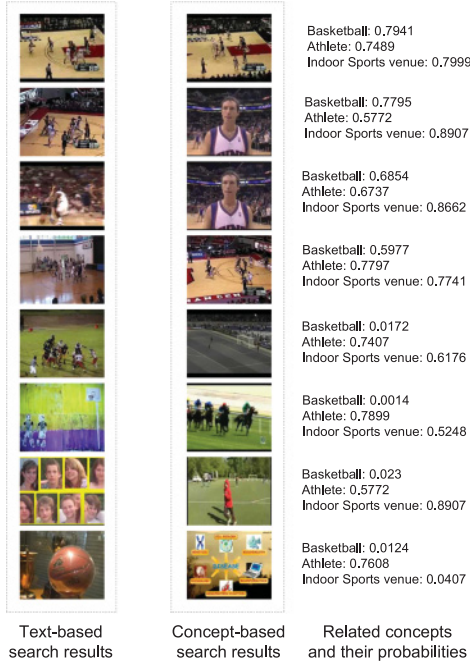 Basketball: 0.7941
Athlete: 0.7489
Indoor Sports venue: 0.7999
Basketball: 0.7795
Athlete: 0.5772
Indoor Sports venue: 0.8907
Basketball: 0.6854
Athlete: 0.6737
Indoor Sports venue: 0.8662
Basketball: 0.5977
Athlete: 0.7797
Indoor Sports venue: 0.7741
Basketball: 0.0172
Athlete: 0.7407
Indoor Sports venue: 0.6176
Basketball: 0.0014
Athlete: 0.7899
Indoor Sports venue: 0.5248
Basketball: 0.023
Athlete: 0.5772
Indoor Sports venue: 0.8907
DISEASE
Basketball: 0.0124
Athlete: 0.7608
Indoor Sports venue: 0.0407
Text-based
search results
Concept-based
search results
Related concepts
and their probabilities